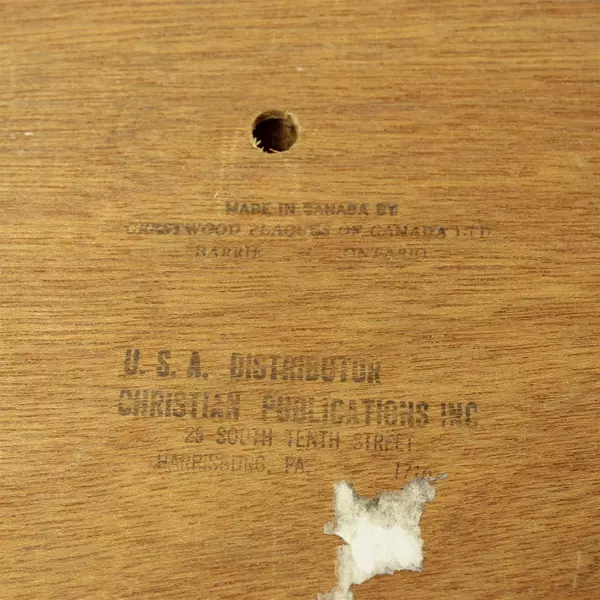 MADE IN CANADA BY
CRESTWOOD PLAQUES OF CANADA LTD
BARRIE ONTARIO
U. S. A. DISTRIBUTOR
CHRISTIAN PUBLICATIONS INC.
25 SOUTH TENTH STREET
HARRISBURG, PA.